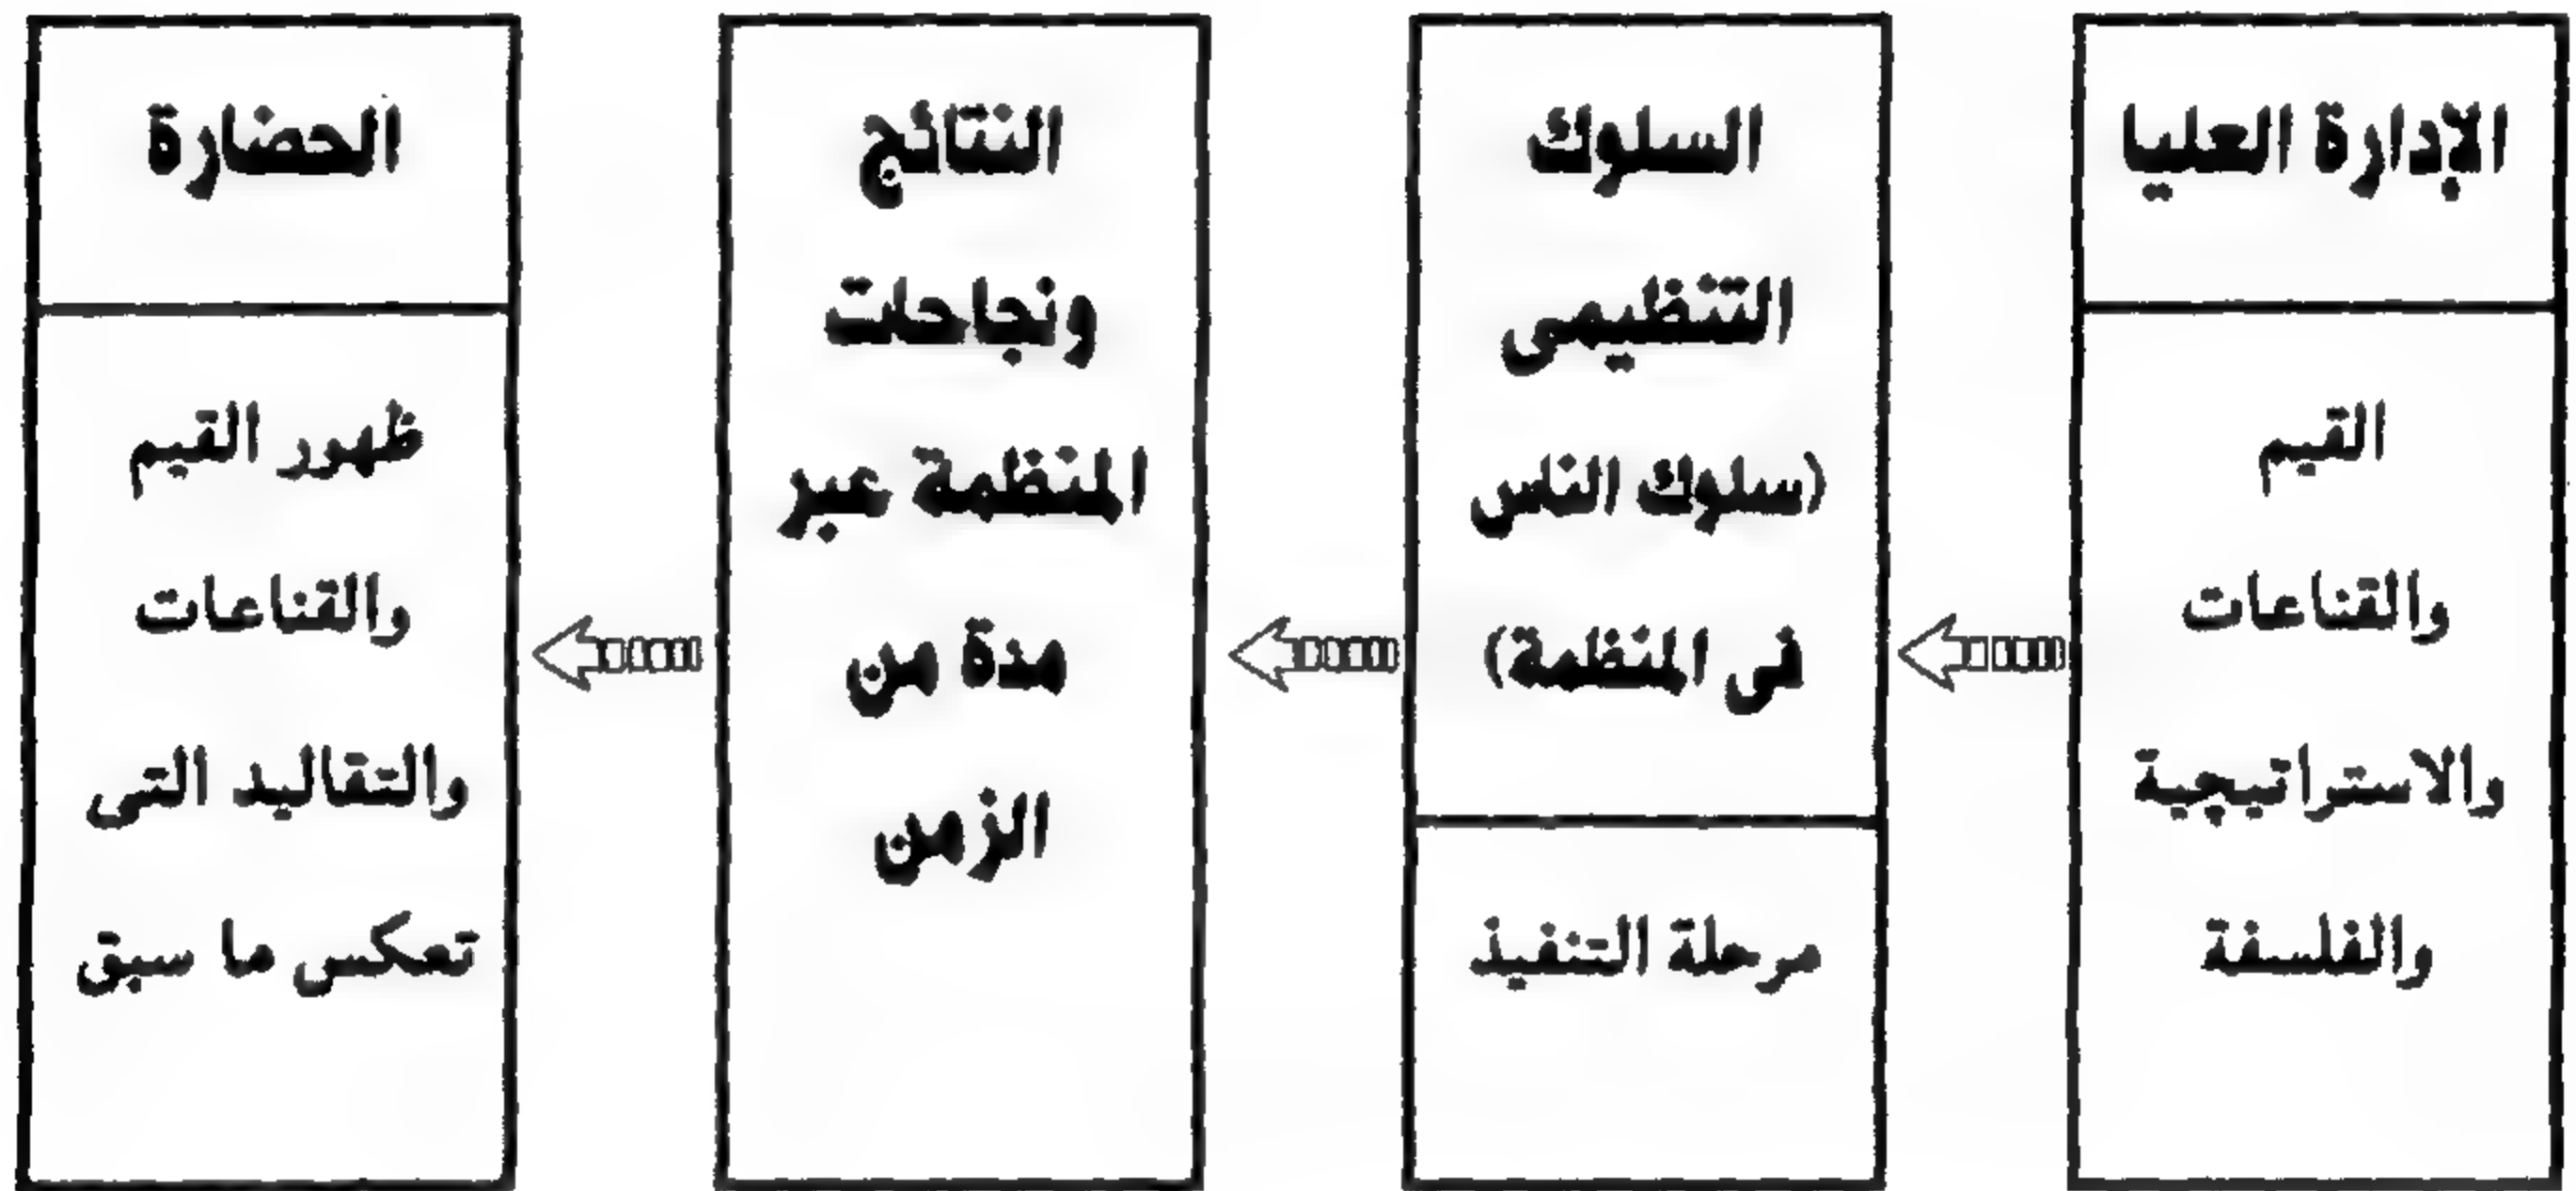 الإدارة العليا
القيم
والقناعات
والاستراتيجية
والفلسفة
السلوك
التنظيمى
(سلوك الناس
فى المنظمة)
مرحلة التنفيذ
النتائج
ونجاحات
المنظمة عبر
مدة من
الزمن
الحضارة
ظهور القيم
والقناعات
والتقاليد التى
تعكس ما سبق